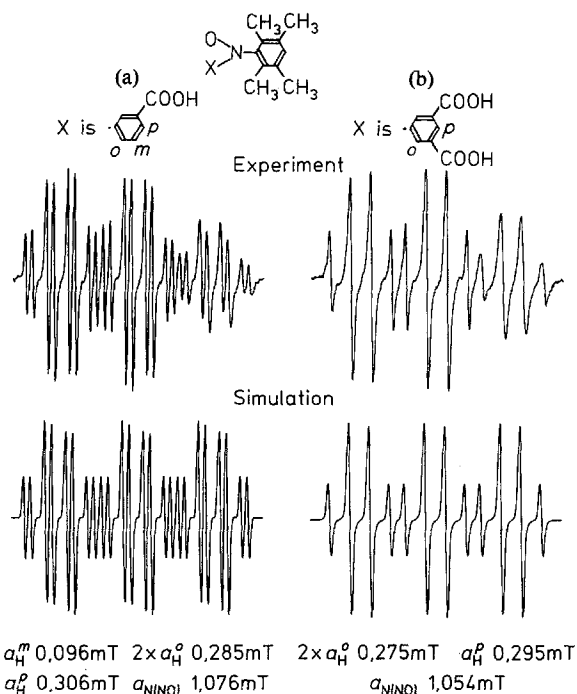 O
N
X
CH₃ CH₃
CH₃ CH₃
(a)
COOH
X is
p
o m
(b)
COOH
X is
p
o
COOH
Experiment
Simulation
a_H^m 0,096mT 2×a_H^o 0,285mT
a_H^p 0,306mT a_N(NO) 1,076mT
2×a_H^o 0,275mT a_H^p 0,295mT
a_N(NO) 1,054mT